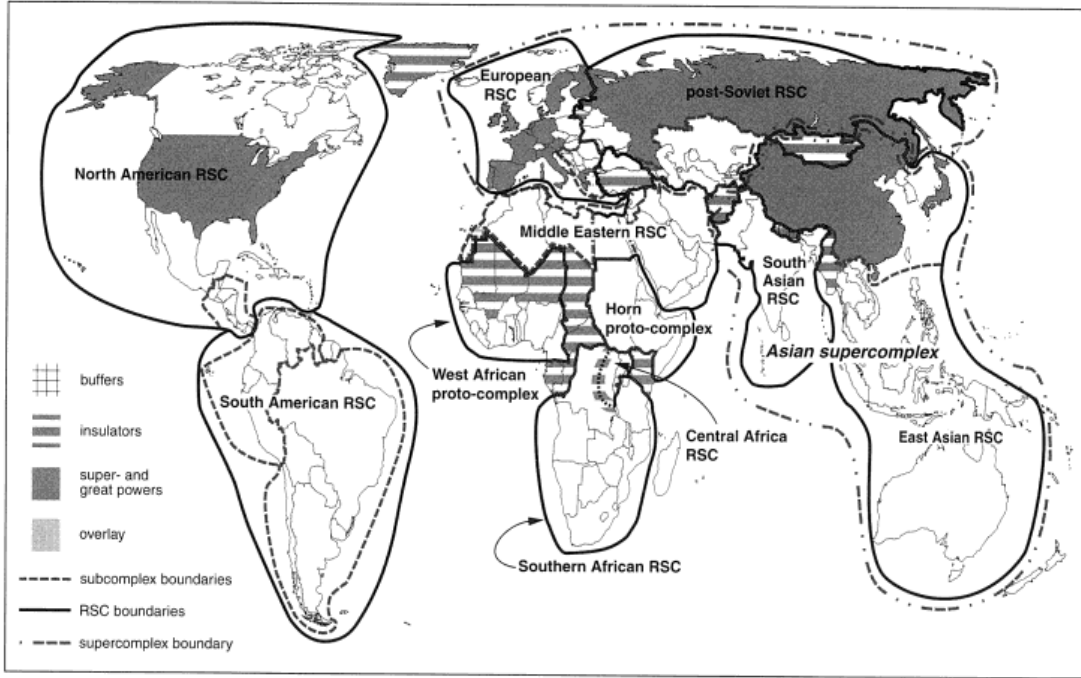 European
RSC
post-Soviet RSC
North American RSC
Middle Eastern RSC
South
Asian
RSC
Horn
proto-complex
Asian supercomplex
West African
proto-complex
South American RSC
Central Africa
RSC
East Asian RSC
Southern African RSC
buffers
insulators
super- and
great powers
overlay
subcomplex boundaries
RSC boundaries
supercomplex boundary